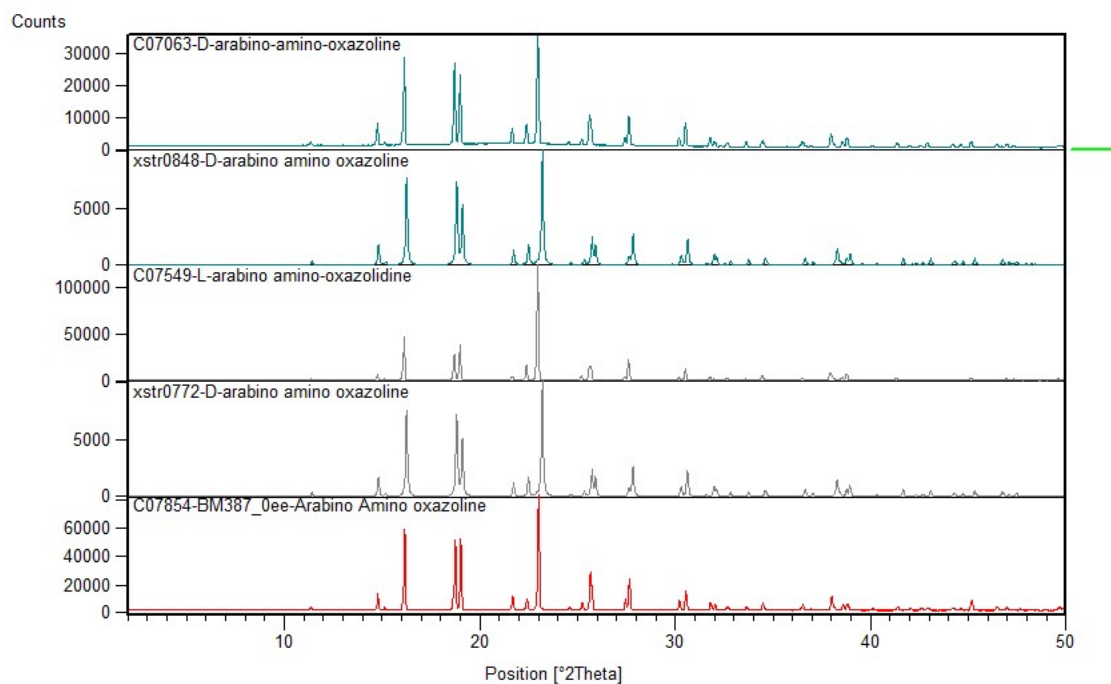 Counts
C07063-D-arabino-amino-oxazoline
30000
20000
10000
0
xstr0848-D-arabino amino oxazoline
5000
0
C07549-L-arabino amino-oxazolidine
100000
50000
0
xstr0772-D-arabino amino oxazoline
5000
0
C07854-BM387_0ee-Arabino Amino oxazoline
60000
40000
20000
0
10 20 30 40 50
Position [°2Theta]